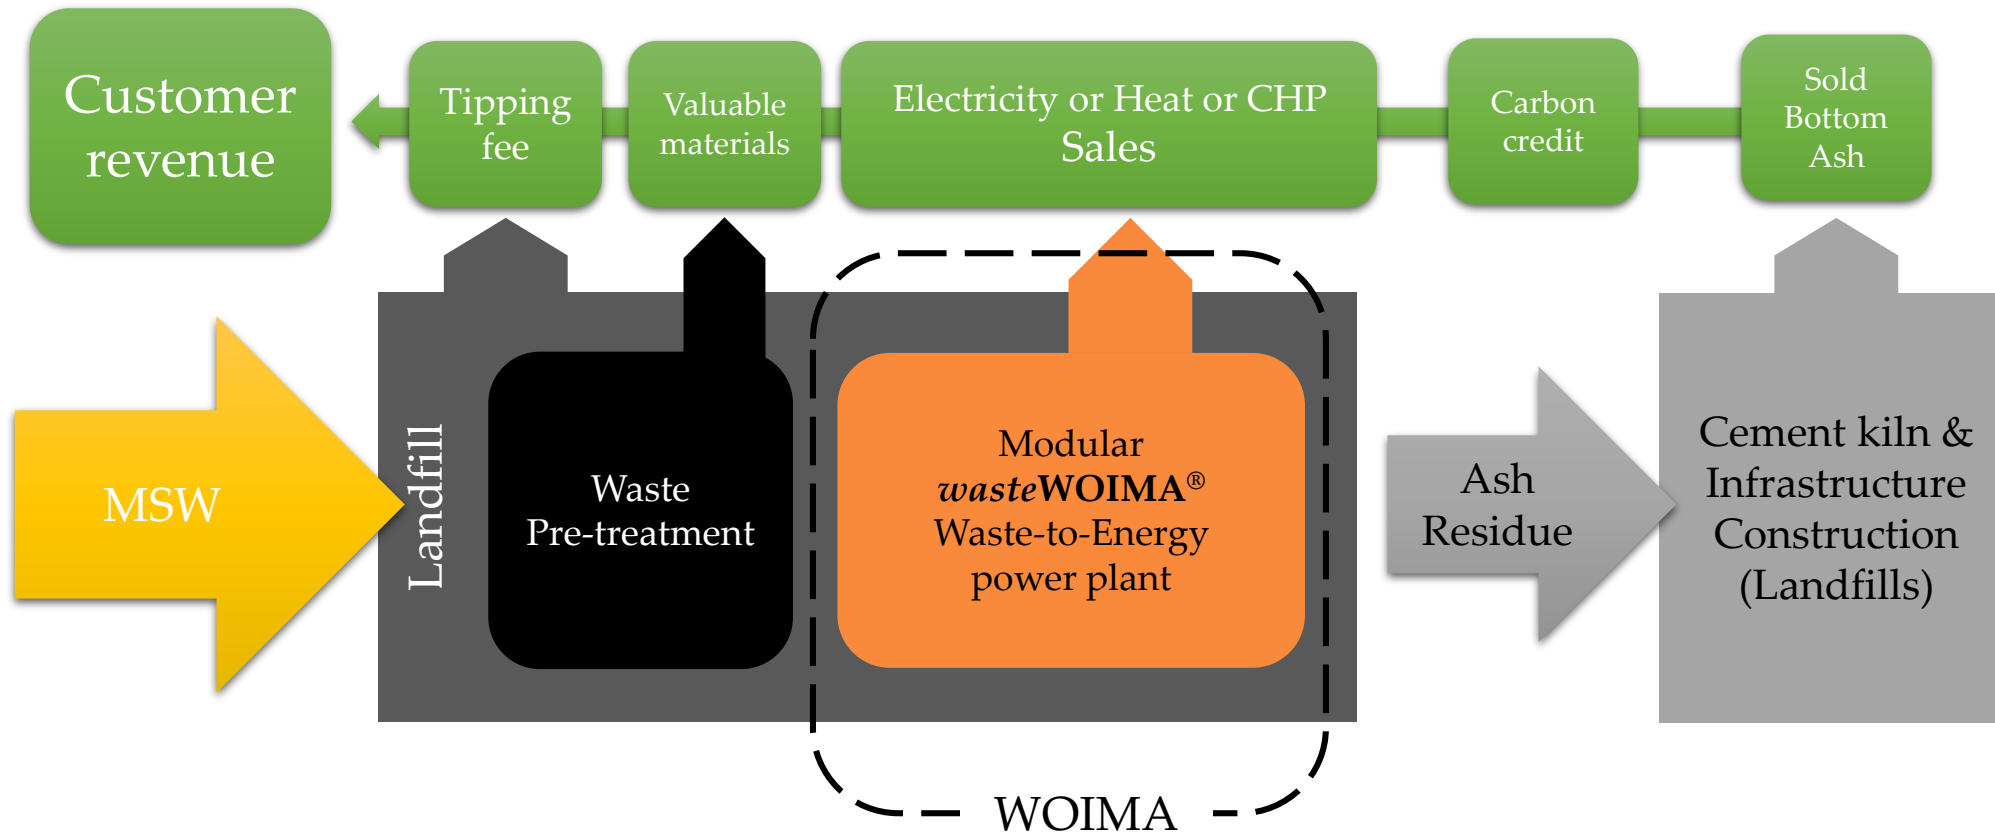 Customer
revenue
Tipping
fee
Valuable
materials
Electricity or Heat or CHP
Sales
Carbon
credit
Sold
Bottom
Ash
MSW
Landfill
Waste
Pre-treatment
Modular
wasteWOIMA®
Waste-to-Energy
power plant
Ash
Residue
Cement kiln &
Infrastructure
Construction
(Landfills)
WOIMA